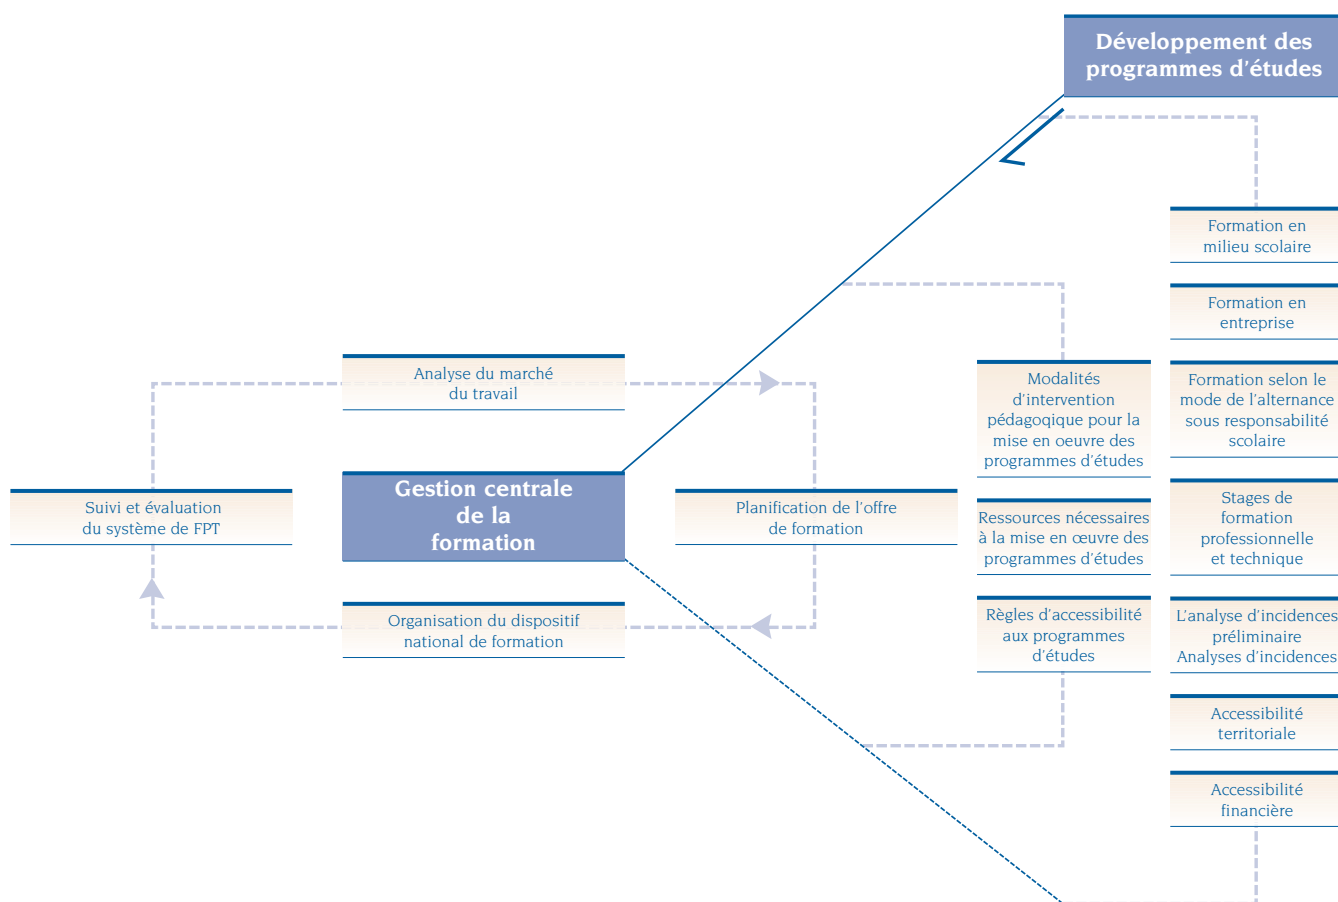 Développement des
programmes d'études
Formation en
milieu scolaire
Formation en
entreprise
Analyse du marché
du travail
Modalités
d'intervention
pédagoqique pour la
mise en oeuvre des
programmes d'études
Formation selon le
mode de l'alternance
sous responsabilité
scolaire
Suivi et évaluation
du système de FPT
Gestion centrale
de la
formation
Planification de l'offre
de formation
Ressources nécessaires
à la mise en œuvre des
programmes d'études
Stages de
formation
professionnelle
et technique
Organisation du dispositif
national de formation
Règles d'accessibilité
aux programmes
d'études
L'analyse d'incidences
préliminaire
Analyses d'incidences
Accessibilité
territoriale
Accessibilité
financière